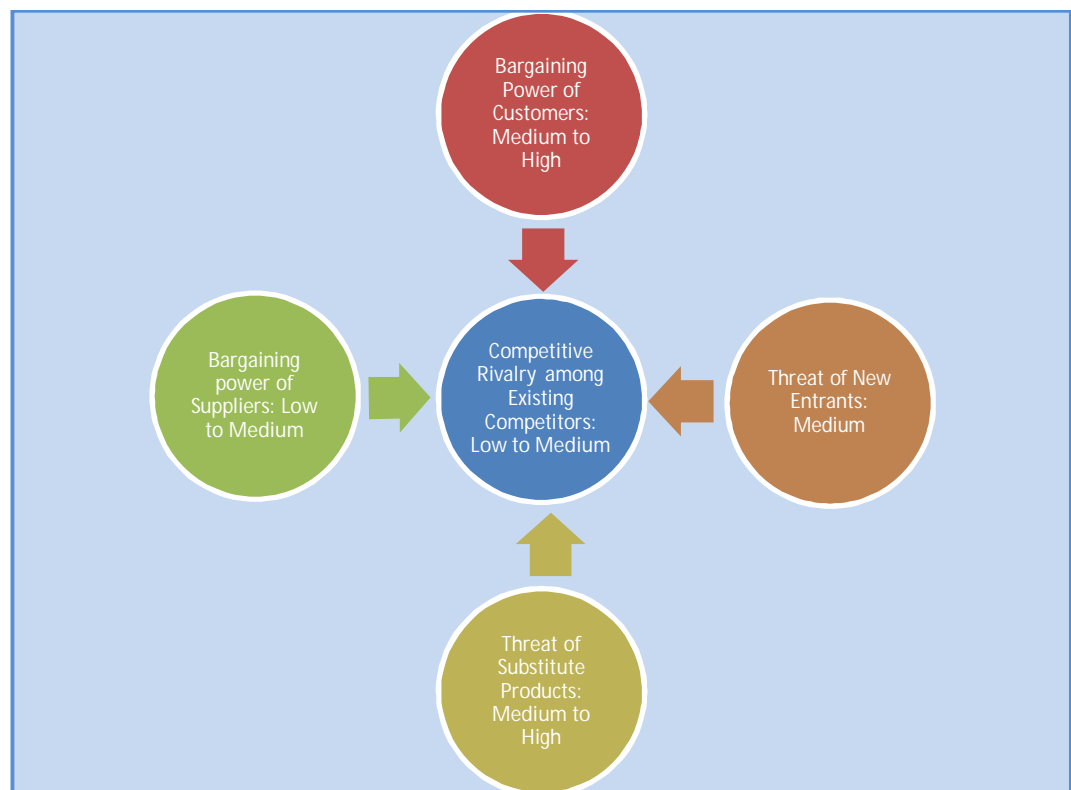 Bargaining
Power of
Customers:
Medium to
High
Bargaining
power of
Suppliers: Low
to Medium
Competitive
Rivalry among
Existing
Competitors:
Low to Medium
Threat of New
Entrants:
Medium
Threat of
Substitute
Products:
Medium to
High